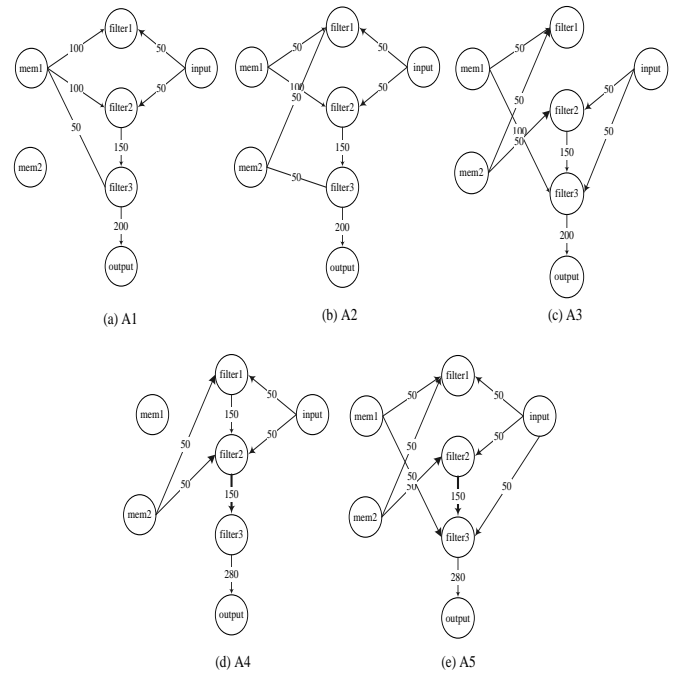 filter1
100
50
mem1
input
100
50
filter2
50
150
mem2
filter3
200
output
(a) A1
filter1
50
50
mem1
input
100
50
50
filter2
150
mem2
50
filter3
200
output
(b) A2
filter1
50
mem1
input
50
50
filter2
100
50
50
150
mem2
filter3
200
output
(c) A3
filter1
50
mem1
150
input
50
50
filter2
50
150
mem2
filter3
280
output
(d) A4
filter1
50
50
mem1
input
50
50
filter2
50
50
50
150
mem2
filter3
280
output
(e) A5